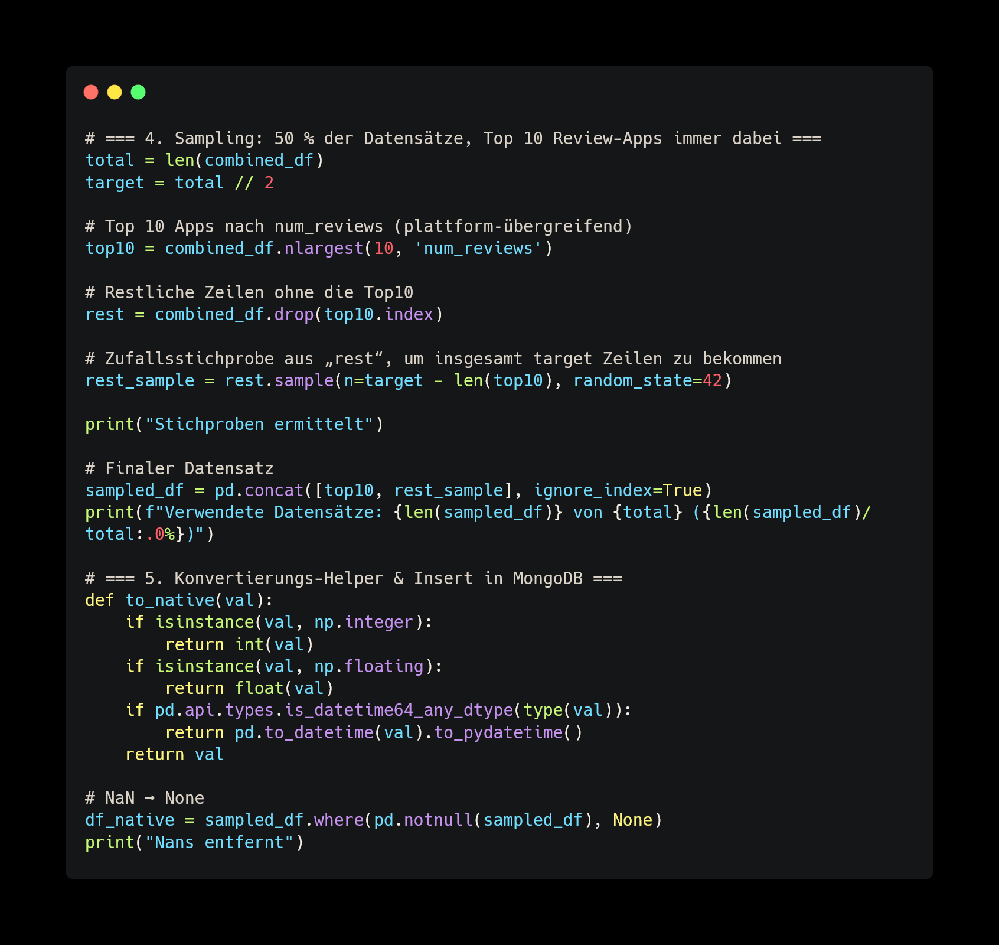 # === 4. Sampling: 50 % der Datensätze, Top 10 Review-Apps immer dabei ===
total = len(combined_df)
target = total // 2
# Top 10 Apps nach num_reviews (plattform-übergreifend)
top10 = combined_df.nlargest(10, 'num_reviews')
# Restliche Zeilen ohne die Top10
rest = combined_df.drop(top10.index)
# Zufallsstichprobe aus „rest“, um insgesamt target Zeilen zu bekommen
rest_sample = rest.sample(n=target - len(top10), random_state=42)
print("Stichproben ermittelt")
# Finaler Datensatz
sampled_df = pd.concat([top10, rest_sample], ignore_index=True)
print(f"Verwendete Datensätze: {len(sampled_df)} von {total} ({len(sampled_df)/
total:.0%})")
# === 5. Konvertierungs-Helper & Insert in MongoDB ===
def to_native(val):
    if isinstance(val, np.integer):
        return int(val)
    if isinstance(val, np.floating):
        return float(val)
    if pd.api.types.is_datetime64_any_dtype(type(val)):
        return pd.to_datetime(val).to_pydatetime()
    return val
# NaN → None
df_native = sampled_df.where(pd.notnull(sampled_df), None)
print("Nans entfernt")